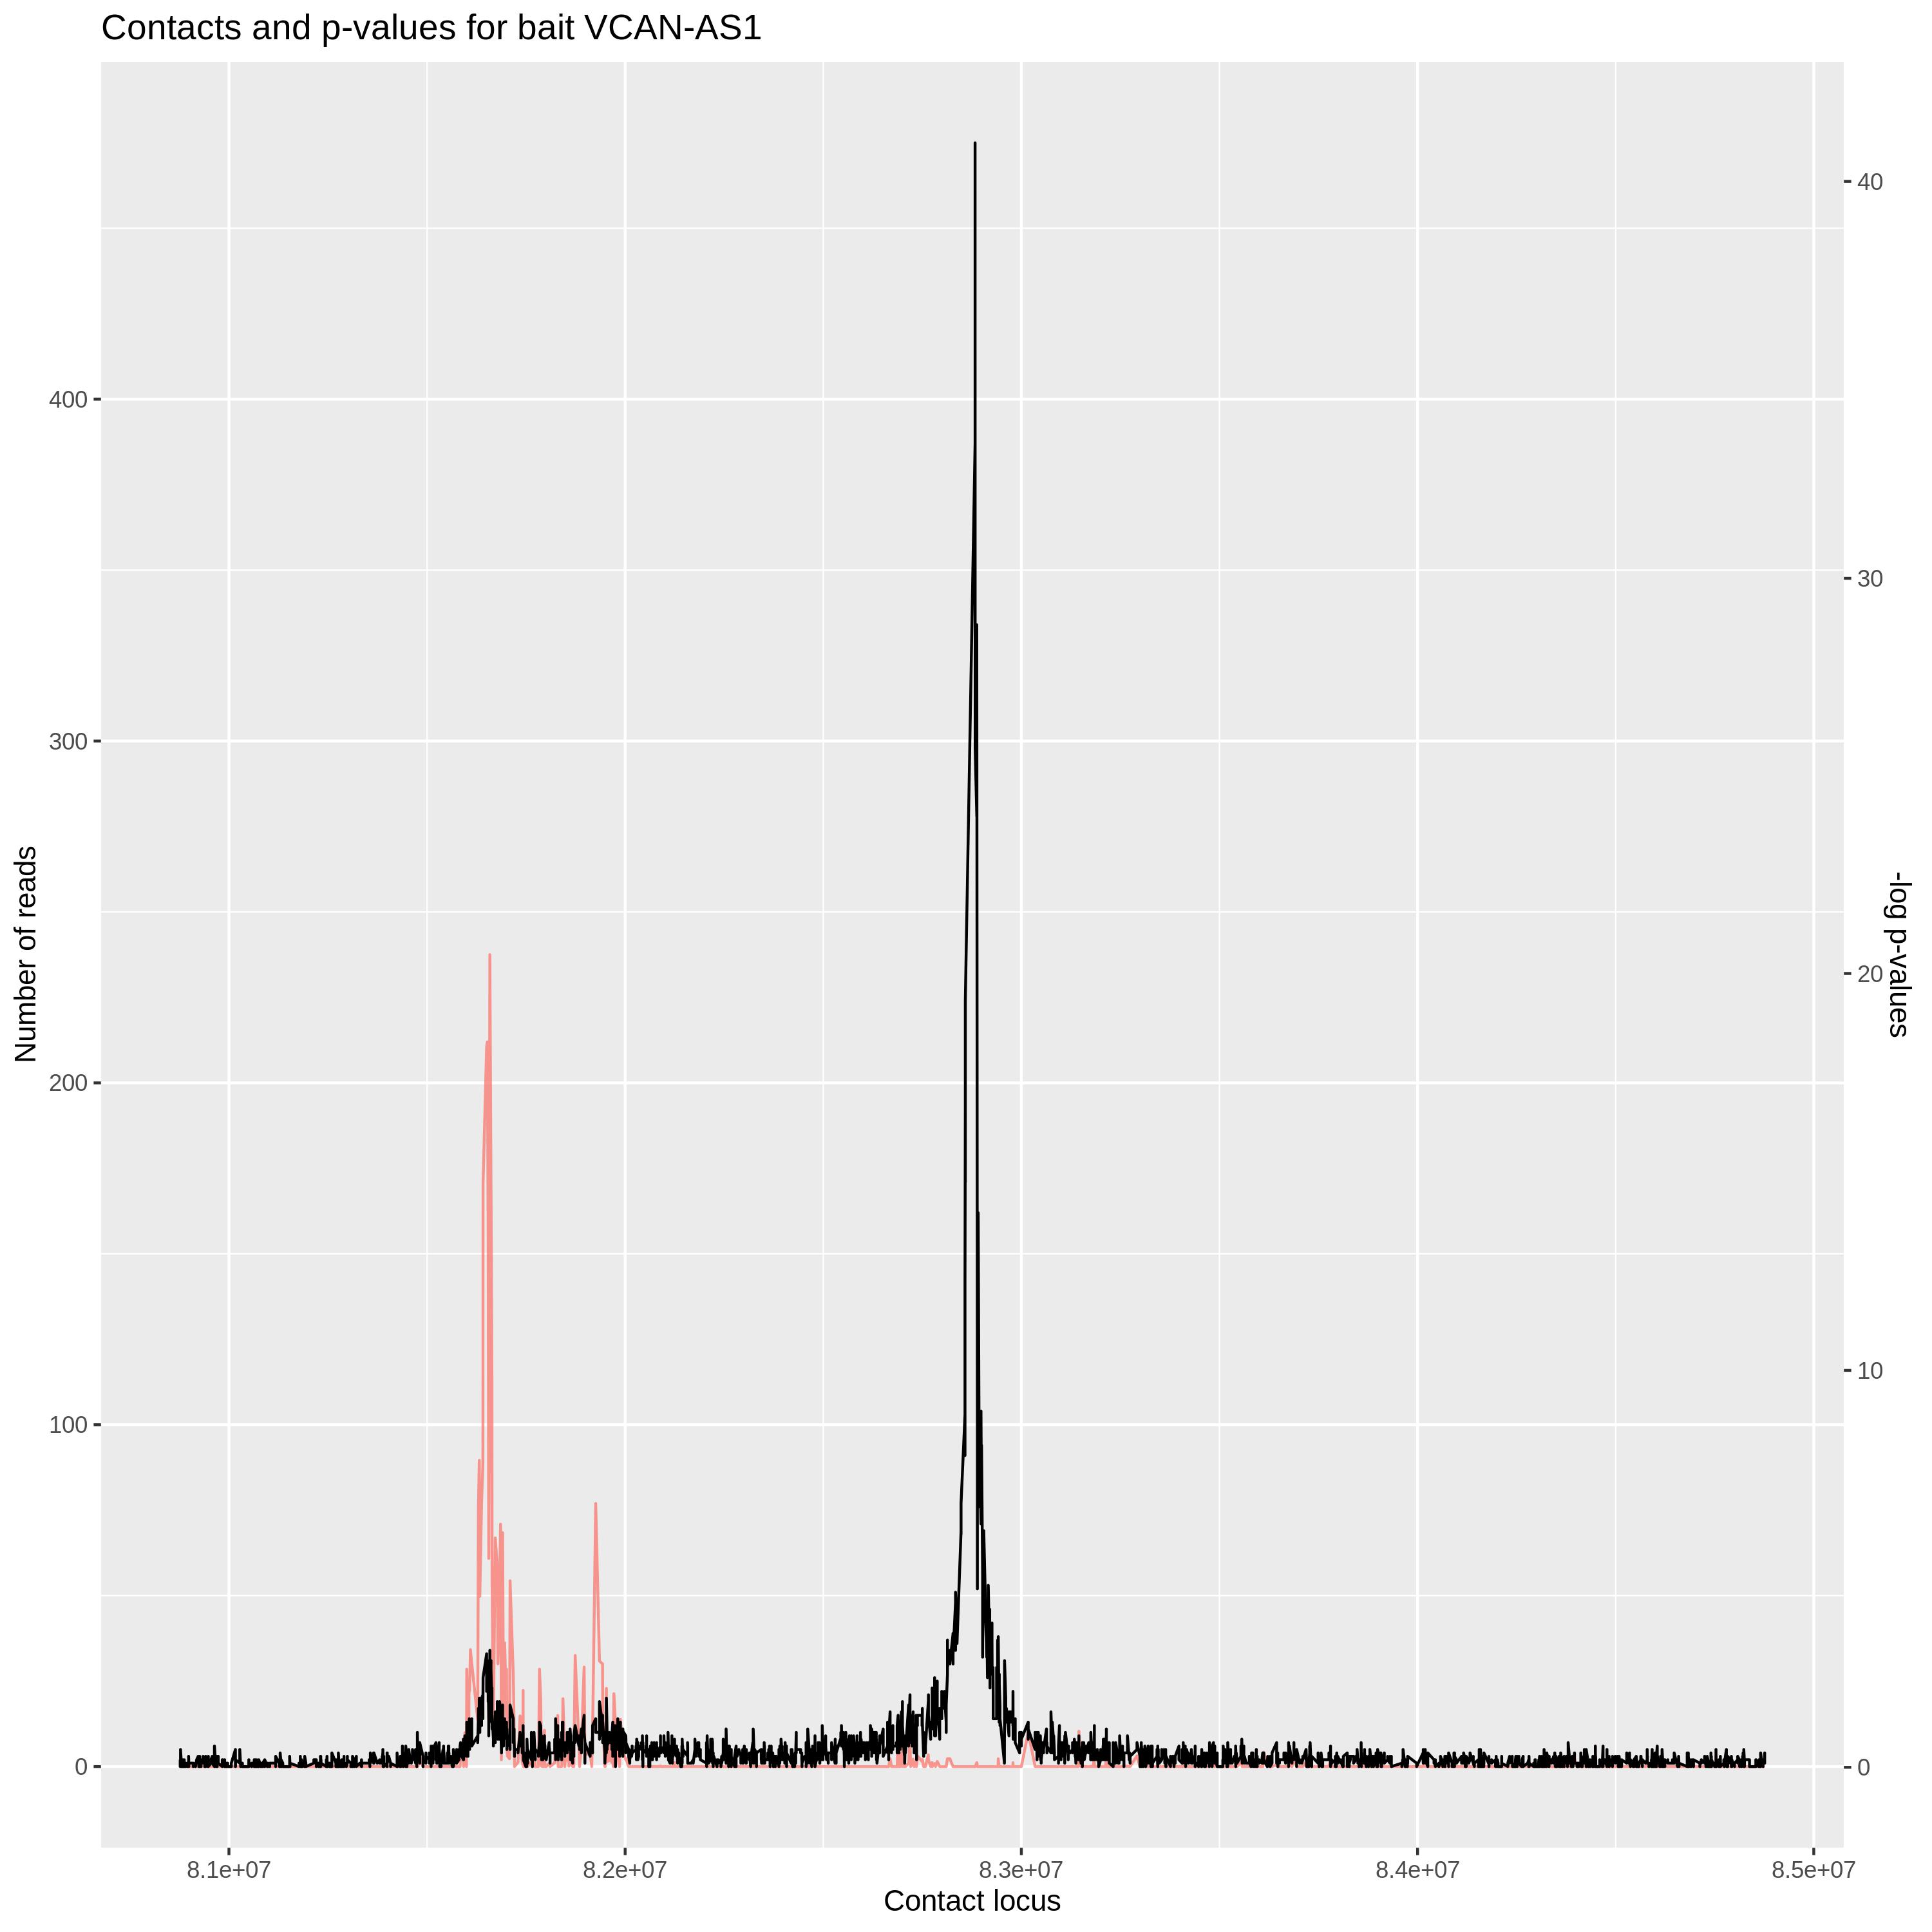 Contacts and p-values for bait VCAN-AS1
400
300
200
100
0
Number of reads
40
30
20
10
0
-log p-values
8.1e+07 8.2e+07 8.3e+07 8.4e+07 8.5e+07
Contact locus